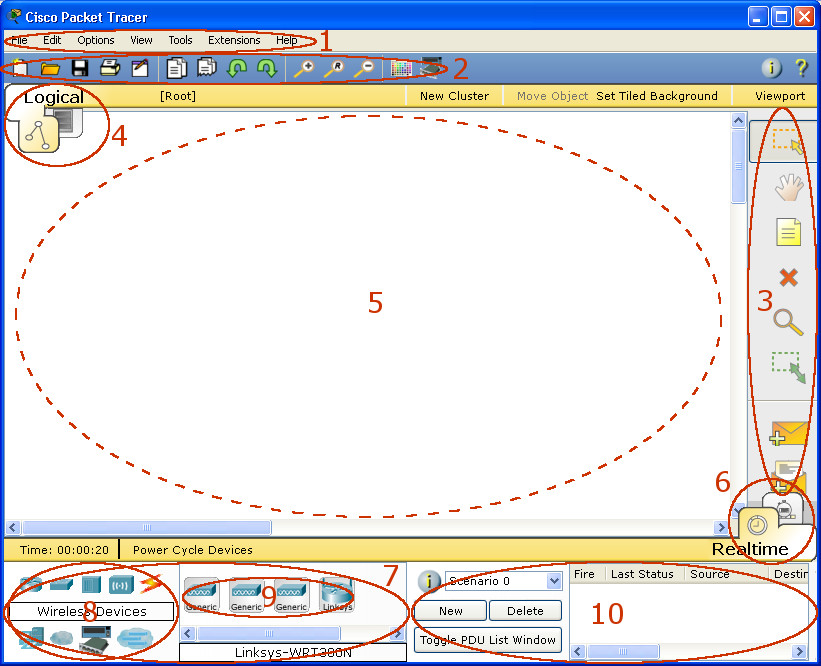 Cisco Packet Tracer
File Edit Options View Tools Extensions Help 1
2
Logical [Root] New Cluster Move Object Set Tiled Background Viewport
4
5
3
6
Time: 00:00:20 Power Cycle Devices Realtime
7
Scenario 0 Fire Last Status Source Destin
Wireless Devices 8
Generic Generic Generic Linksys 9
New Delete 10
Toggle PDU List Window
Linksys-WRT300N